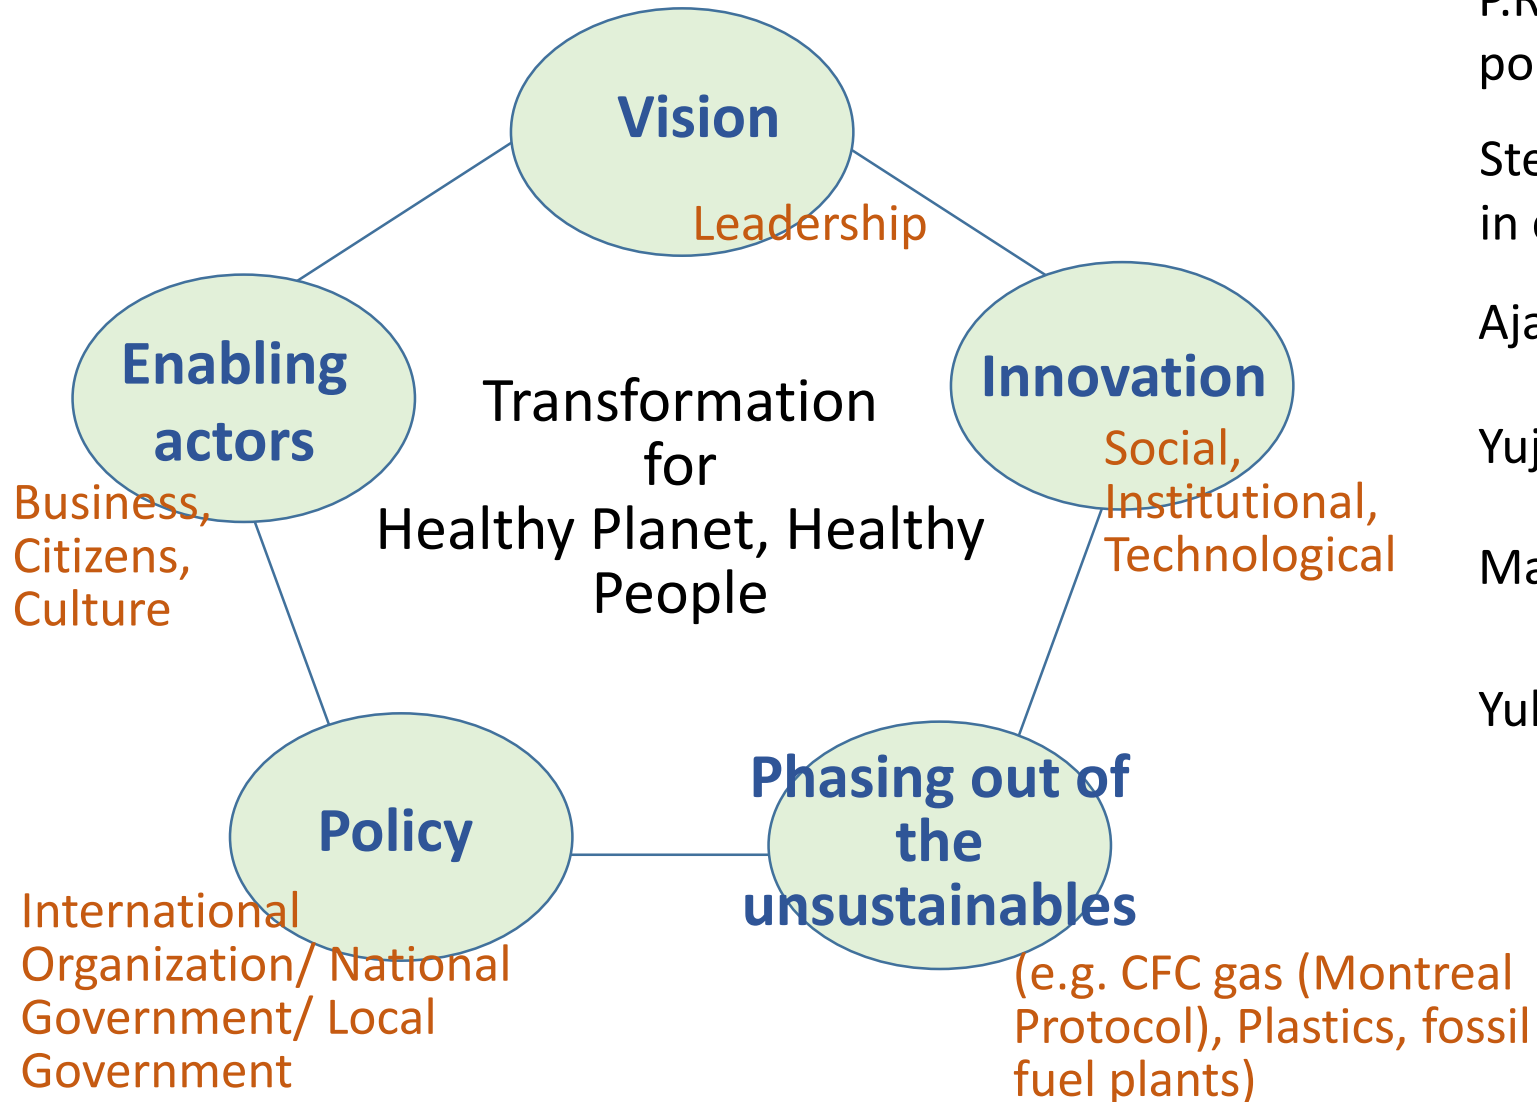 Vision
Leadership
Enabling
actors
Business,
Citizens,
Culture
Innovation
Social,
Institutional,
Technological
Transformation
for
Healthy Planet, Healthy
People
Policy
International
Organization/ National
Government/ Local
Government
Phasing out of
the
unsustainables
(e.g. CFC gas (Montreal
Protocol), Plastics, fossil
fuel plants)
in